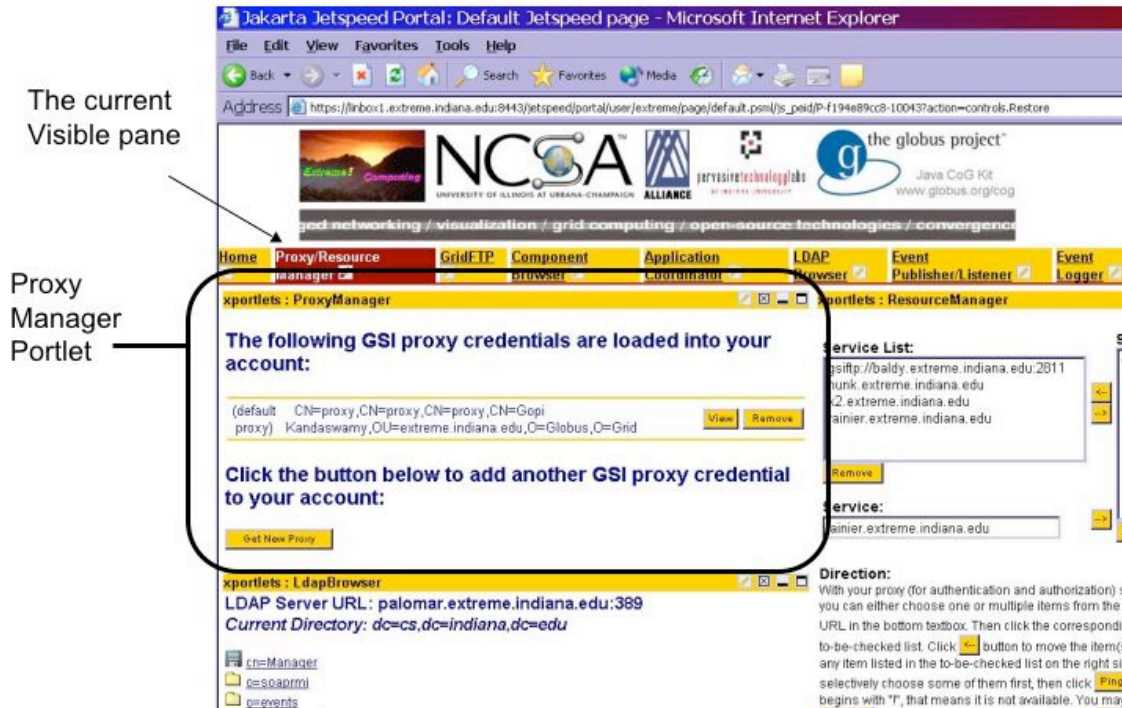 Jakarta Jetspeed Portal: Default Jetspeed page - Microsoft Internet Explorer
File Edit View Favorites Tools Help
Back Search Favorites Media
Address https://linbox1.extreme.indiana.edu:8443/jetspeed/portal/user/extreme/page/default.psml/js_peid/P-f194e89cc8-10043?action=controls.Restore
The current
Visible pane
Extreme! Computing
NCSA™
UNIVERSITY OF ILLINOIS AT URBANA-CHAMPAIGN
ALLIANCE
pervasivetechnologylabs
AT INDIANA UNIVERSITY
the globus project™
Java CoG Kit
www.globus.org/cog
ged networking / visualization / grid computing / open-source technologies / convergence
Home Proxy/Resource Manager GridFTP Component Browser Application Coordinator LDAP Browser Event Publisher/Listener Event Logger
Proxy
Manager
Portlet
xportlets : ProxyManager
The following GSI proxy credentials are loaded into your
account:
(default CN=proxy,CN=proxy,CN=proxy,CN=Gopi
proxy) Kandaswamy,OU=extreme.indiana.edu,O=Globus,O=Grid
View Remove
Click the button below to add another GSI proxy credential
to your account:
Get New Proxy
xportlets : LdapBrowser
LDAP Server URL: palomar.extreme.indiana.edu:389
Current Directory: dc=cs,dc=indiana,dc=edu
cn=Manager
o=soaprmi
o=events
xportlets : ResourceManager
Service List:
gsiftp://baldy.extreme.indiana.edu:2811
hunk.extreme.indiana.edu
k2.extreme.indiana.edu
rainier.extreme.indiana.edu
<--
-->
Remove
Service:
rainier.extreme.indiana.edu
-->
Direction:
With your proxy (for authentication and authorization) s
you can either choose one or multiple items from the
URL in the bottom textbox. Then click the correspondi
to-be-checked list. Click <-- button to move the item(s
any item listed in the to-be-checked list on the right si
selectively choose some of them first, then click Ping
begins with "!", that means it is not available. You may